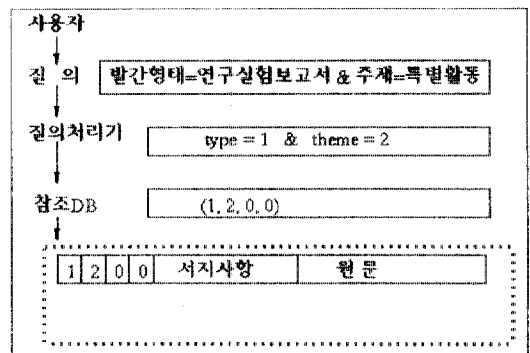 사용자
질 의 발간형태=연구실험보고서 & 주재=특별활동
질의처리기 type = 1 & theme = 2
참조DB (1, 2, 0, 0)
1 2 0 0 서지사항 원 문